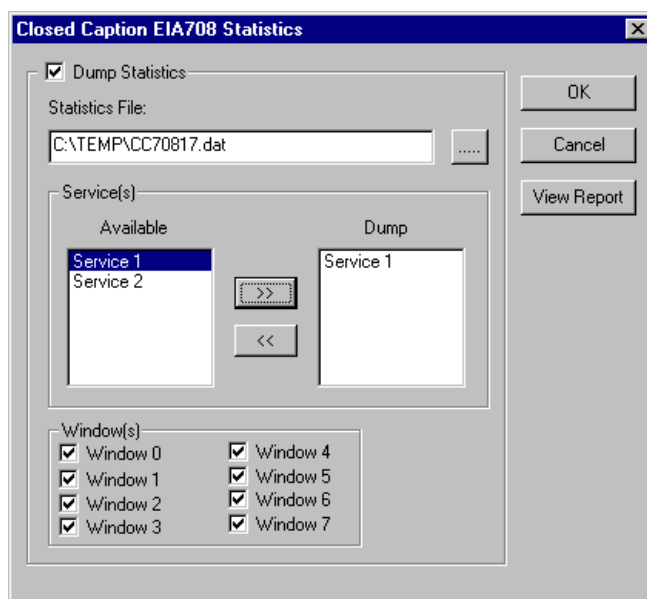 Closed Caption EIA708 Statistics
Dump Statistics
Statistics File:
C:\TEMP\CC70817.dat
.....
OK
Cancel
View Report
Service(s)
Available
Dump
Service 1
Service 2
>>
<<
Service 1
Window(s)
Window 0
Window 1
Window 2
Window 3
Window 4
Window 5
Window 6
Window 7